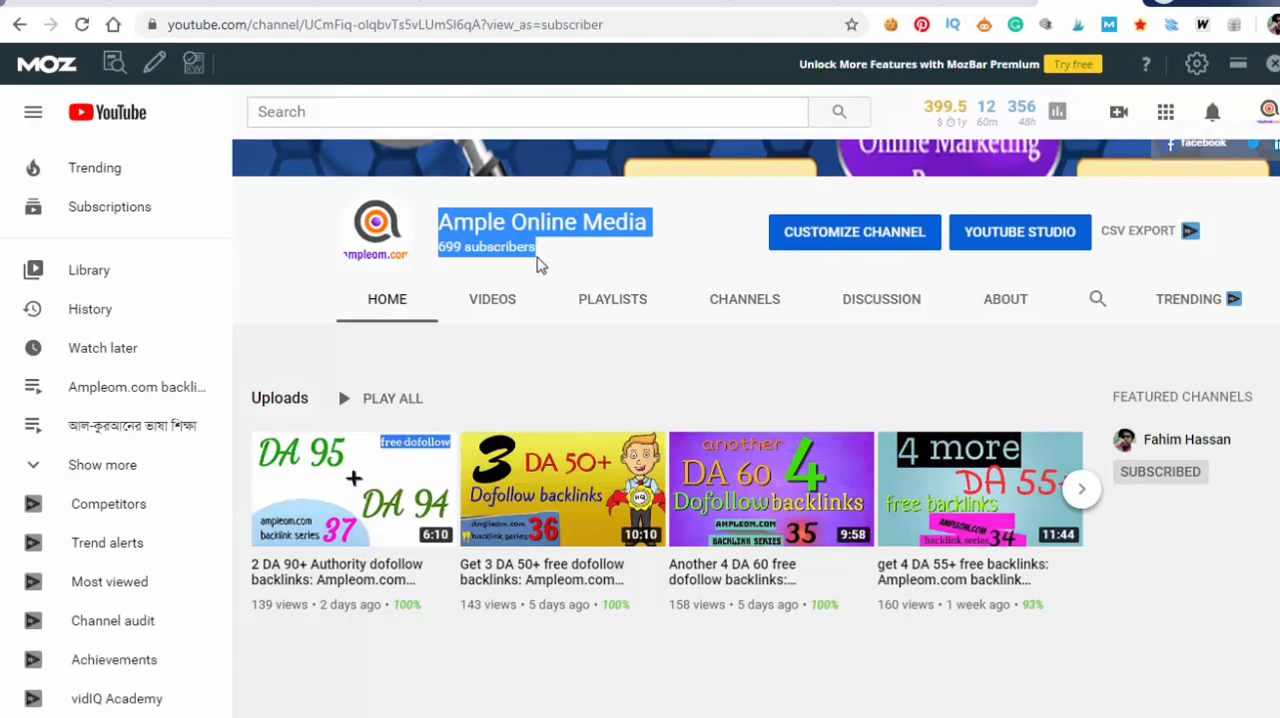 youtube.com/channel/UCmFiq-olqbvTs5vLUmSl6qA?view_as=subscriber
MOZ
Unlock More Features with MozBar Premium
Try free
?
YouTube
Search
399.5 12 356
$ 1y 60m 48h
Trending
Subscriptions
Library
History
Watch later
Ampleom.com backli...
আল-কুরআনের ভাষা শিক্ষা
Show more
Competitors
Trend alerts
Most viewed
Channel audit
Achievements
vidIQ Academy
Online Marketing
facebook
Ample Online Media
699 subscribers
CUSTOMIZE CHANNEL
YOUTUBE STUDIO
CSV EXPORT
HOME
VIDEOS
PLAYLISTS
CHANNELS
DISCUSSION
ABOUT
TRENDING
Uploads
PLAY ALL
DA 95
free dofollow
+
DA 94
ampleom.com
backlink series
37
6:10
2 DA 90+ Authority dofollow
backlinks: Ampleom.com...
139 views • 2 days ago • 100%
3 DA 50+
Dofollow backlinks
ampleom.com
backlink series
36
10:10
Get 3 DA 50+ free dofollow
backlinks: Ampleom.com...
143 views • 5 days ago • 100%
another
DA 60 4
Dofollow backlinks
AMPLEOM.COM
BACKLINK SERIES
35
9:58
Another 4 DA 60 free
dofollow backlinks:...
158 views • 5 days ago • 100%
4 more
DA 55+
free backlinks
AMPLEOM.COM
backlink series
34
11:44
get 4 DA 55+ free backlinks:
Ampleom.com backlink...
160 views • 1 week ago • 93%
FEATURED CHANNELS
Fahim Hassan
SUBSCRIBED